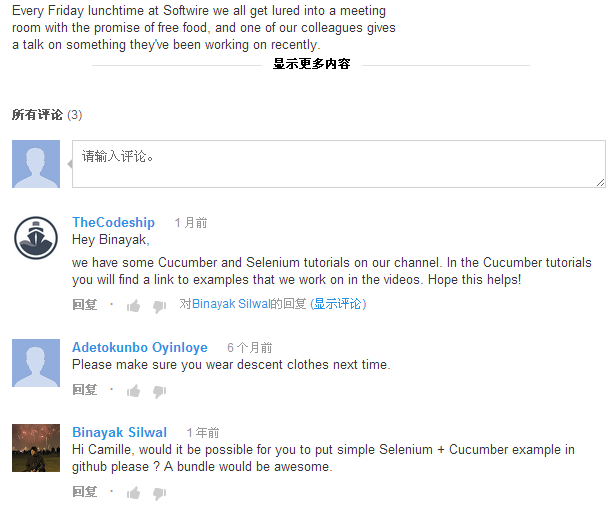 Every Friday lunchtime at Softwire we all get lured into a meeting
room with the promise of free food, and one of our colleagues gives
a talk on something they've been working on recently.
显示更多内容
所有评论 (3)
请输入评论。
TheCodeship 1 月前
Hey Binayak,
we have some Cucumber and Selenium tutorials on our channel. In the Cucumber tutorials
you will find a link to examples that we work on in the videos. Hope this helps!
回复 · 对Binayak Silwal的回复 (显示评论)
Adetokunbo Oyinloye 6 个月前
Please make sure you wear descent clothes next time.
回复 ·
Binayak Silwal 1 年前
Hi Camille, would it be possible for you to put simple Selenium + Cucumber example in
github please ? A bundle would be awesome.
回复 ·